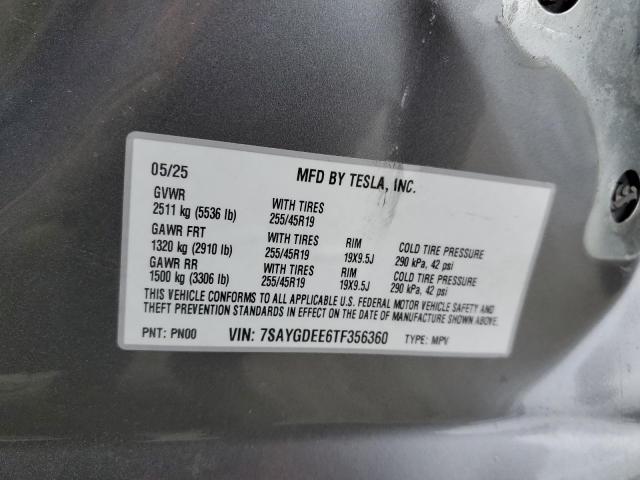 05/25 MFD BY TESLA, INC.
GVWR
2511 kg (5536 lb) WITH TIRES 255/45R19
GAWR FRT
1320 kg (2910 lb) WITH TIRES 255/45R19 RIM 19X9.5J COLD TIRE PRESSURE 290 kPa, 42 psi
GAWR RR
1500 kg (3306 lb) WITH TIRES 255/45R19 RIM 19X9.5J COLD TIRE PRESSURE 290 kPa, 42 psi
THIS VEHICLE CONFORMS TO ALL APPLICABLE U.S. FEDERAL MOTOR VEHICLE SAFETY AND
THEFT PREVENTION STANDARDS IN EFFECT ON THE DATE OF MANUFACTURE SHOWN ABOVE.
PNT: PN00 VIN: 7SAYGDEE6TF356360 TYPE: MPV